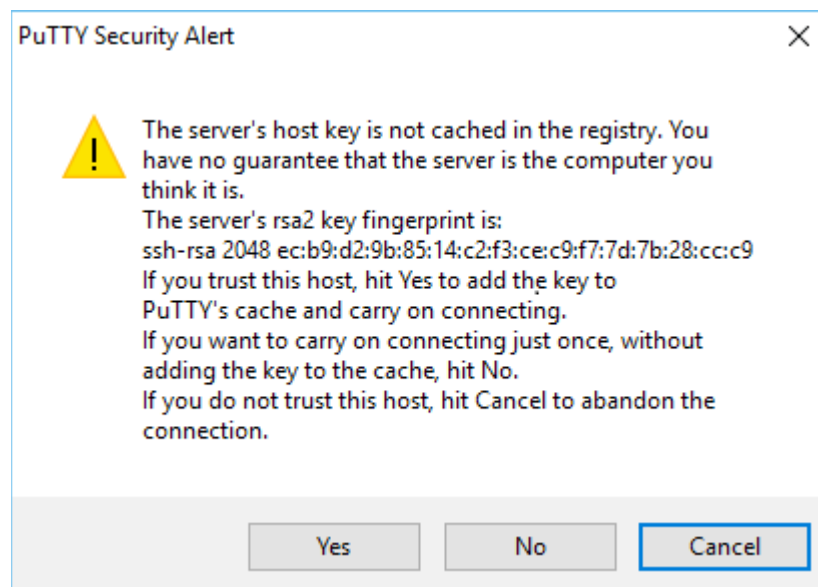 PuTTY Security Alert
The server's host key is not cached in the registry. You
have no guarantee that the server is the computer you
think it is.
The server's rsa2 key fingerprint is:
ssh-rsa 2048 ec:b9:d2:9b:85:14:c2:f3:ce:c9:f7:7d:7b:28:cc:c9
If you trust this host, hit Yes to add the key to
PuTTY's cache and carry on connecting.
If you want to carry on connecting just once, without
adding the key to the cache, hit No.
If you do not trust this host, hit Cancel to abandon the
connection.
Yes No Cancel